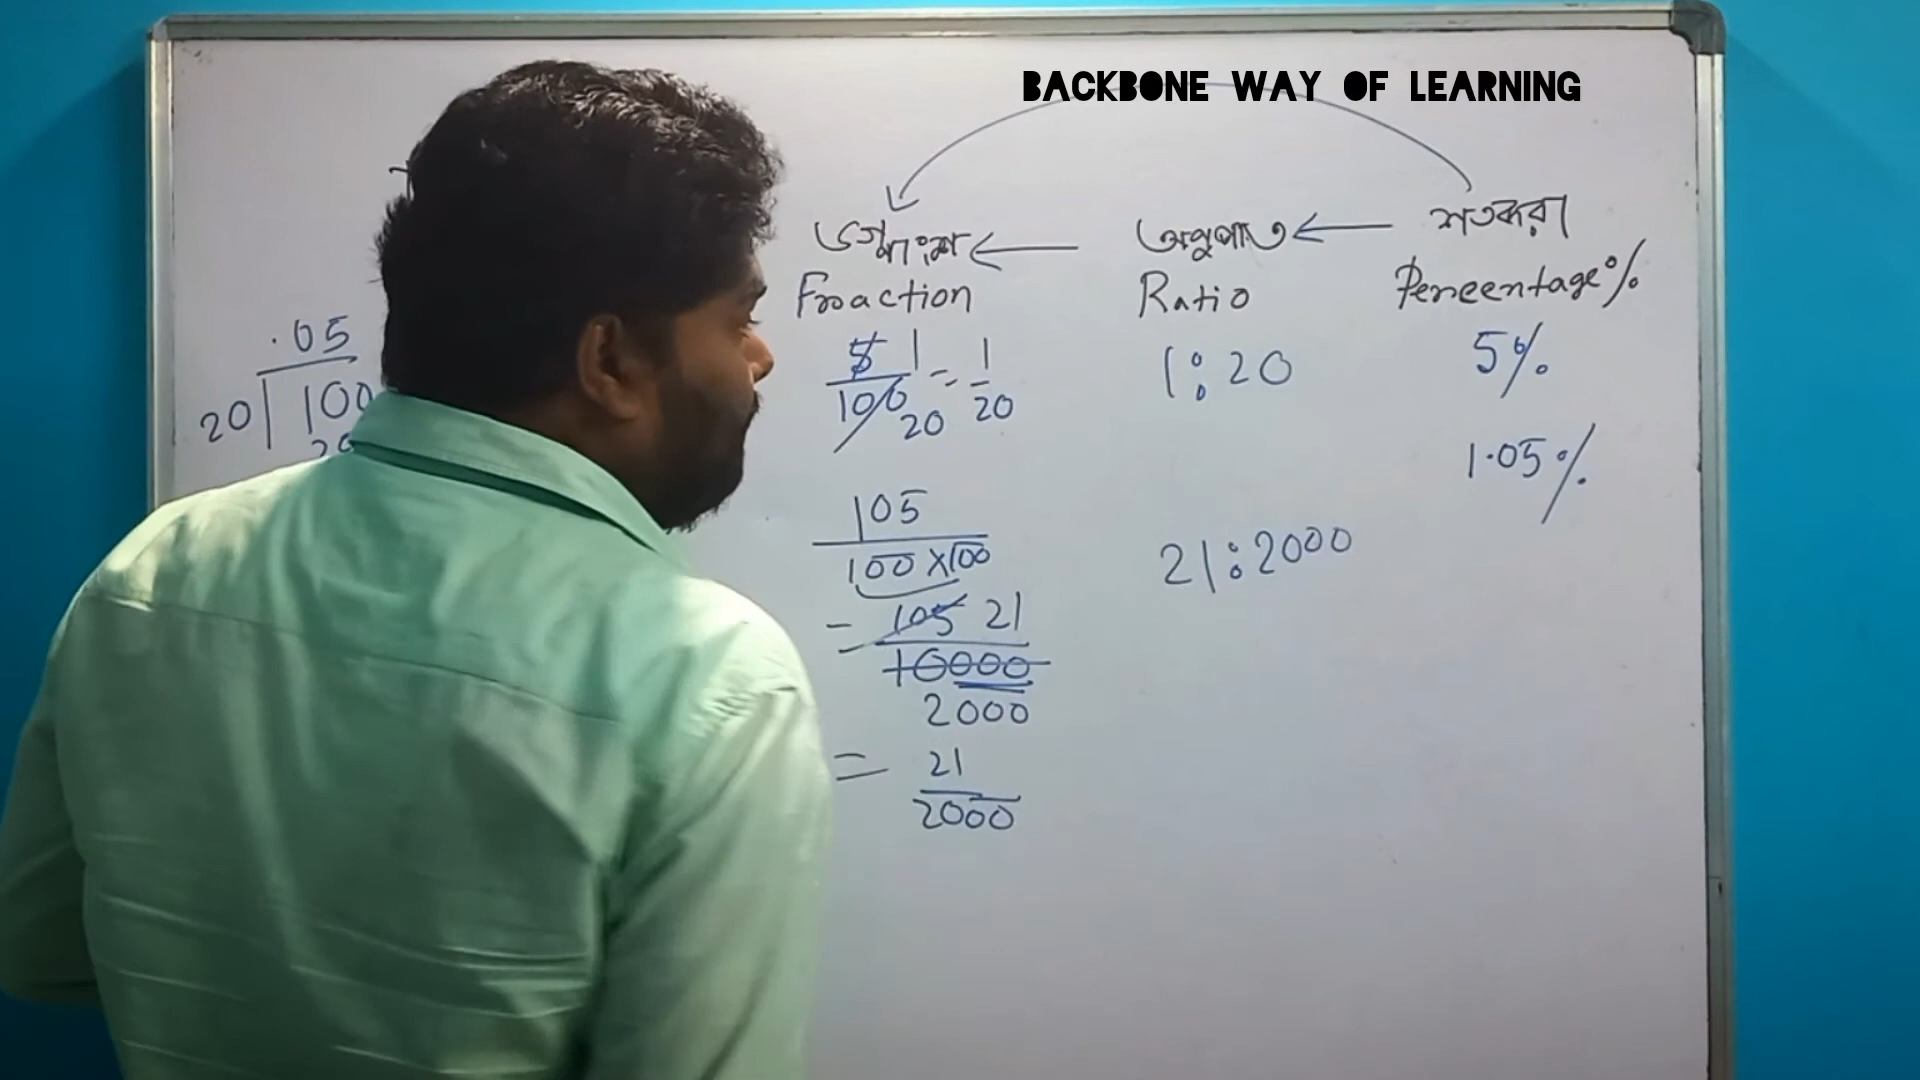 BACKBONE WAY OF LEARNING
ভগ্নাংশ ← অনুপাত ← শতকরা
Fraction Ratio Percentage%
5/100 1/20 = 1/20 1:20 5%
.05
20 100
1.05%
105
100 × 100
21:2000
= 105 21
10000
2000
= 21
2000